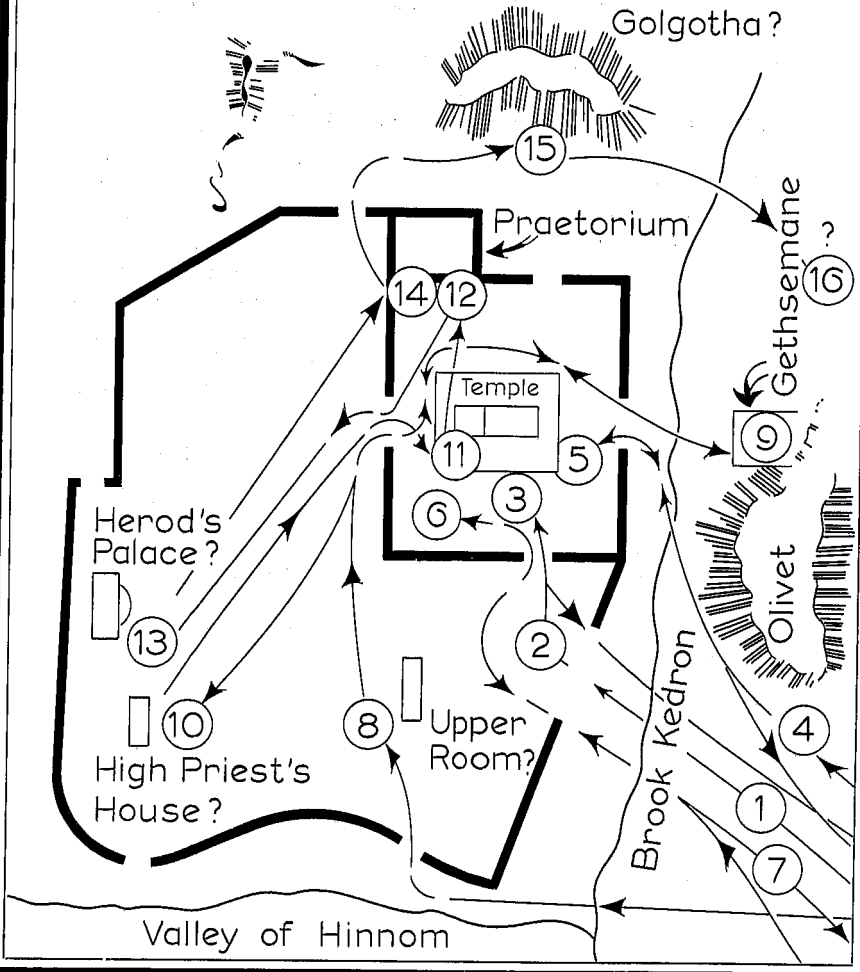 Golgotha?
15
Praetorium
Gethsemane
?
16
14
12
Temple
11
5
9
3
6
Herod's
Palace?
Olivet
13
2
10
8
Upper
Room?
Brook Kedron
4
High Priest's
House?
1
7
Valley of Hinnom